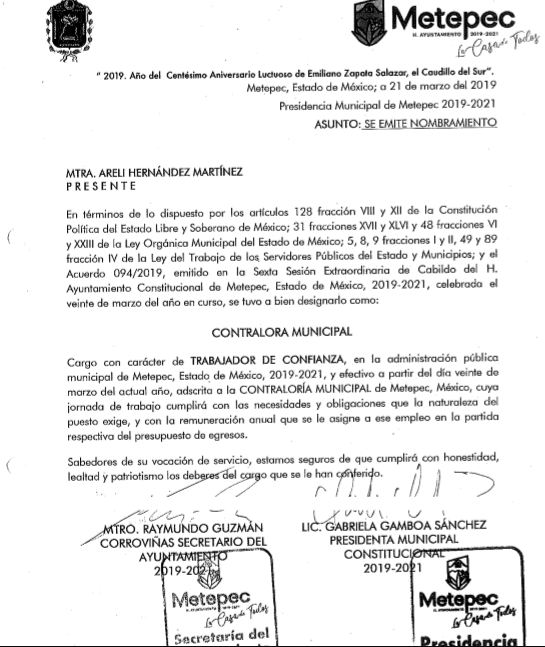 Metepec
H. AYUNTAMIENTO 2019-2021
La Casa de Todos
" 2019. Año del Centésimo Aniversario Luctuoso de Emiliano Zapata Salazar, el Caudillo del Sur".
Metepec, Estado de México; a 21 de marzo del 2019
Presidencia Municipal de Metepec 2019-2021
ASUNTO: SE EMITE NOMBRAMIENTO
MTRA. ARELI HERNÁNDEZ MARTÍNEZ
P R E S E N T E
En términos de lo dispuesto por los artículos 128 fracción VIII y XII de la Constitución
Política del Estado Libre y Soberano de México; 31 fracciones XVII y XLVI y 48 fracciones VI
y XXIII de la Ley Orgánica Municipal del Estado de México; 5, 8, 9 fracciones I y II, 49 y 89
fracción IV de la Ley del Trabajo de los Servidores Públicos del Estado y Municipios; y el
Acuerdo 094/2019, emitido en la Sexta Sesión Extraordinaria de Cabildo del H.
Ayuntamiento Constitucional de Metepec, Estado de México, 2019-2021, celebrada el
veinte de marzo del año en curso, se tuvo a bien designarlo como:
CONTRALORA MUNICIPAL
Cargo con carácter de TRABAJADOR DE CONFIANZA, en la administración pública
municipal de Metepec, Estado de México, 2019-2021, y efectivo a partir del día veinte de
marzo del actual año, adscrita a la CONTRALORÍA MUNICIPAL de Metepec, México, cuya
jornada de trabajo cumplirá con las necesidades y obligaciones que la naturaleza del
puesto exige, y con la remuneración anual que se le asigne a ese empleo en la partida
respectiva del presupuesto de egresos.
Sabedores de su vocación de servicio, estamos seguros de que cumplirá con honestidad,
lealtad y patriotismo los deberes del cargo que se le han conferido.
MTRO. RAYMUNDO GUZMÁN
CORROVIÑAS SECRETARIO DEL
AYUNTAMIENTO
2019-2021
Metepec
La Casa de Todos
Secretaría del
LIC. GABRIELA GAMBOA SÁNCHEZ
PRESIDENTA MUNICIPAL
CONSTITUCIONAL
2019-2021
Metepec
La Casa de Todos
Presidencia